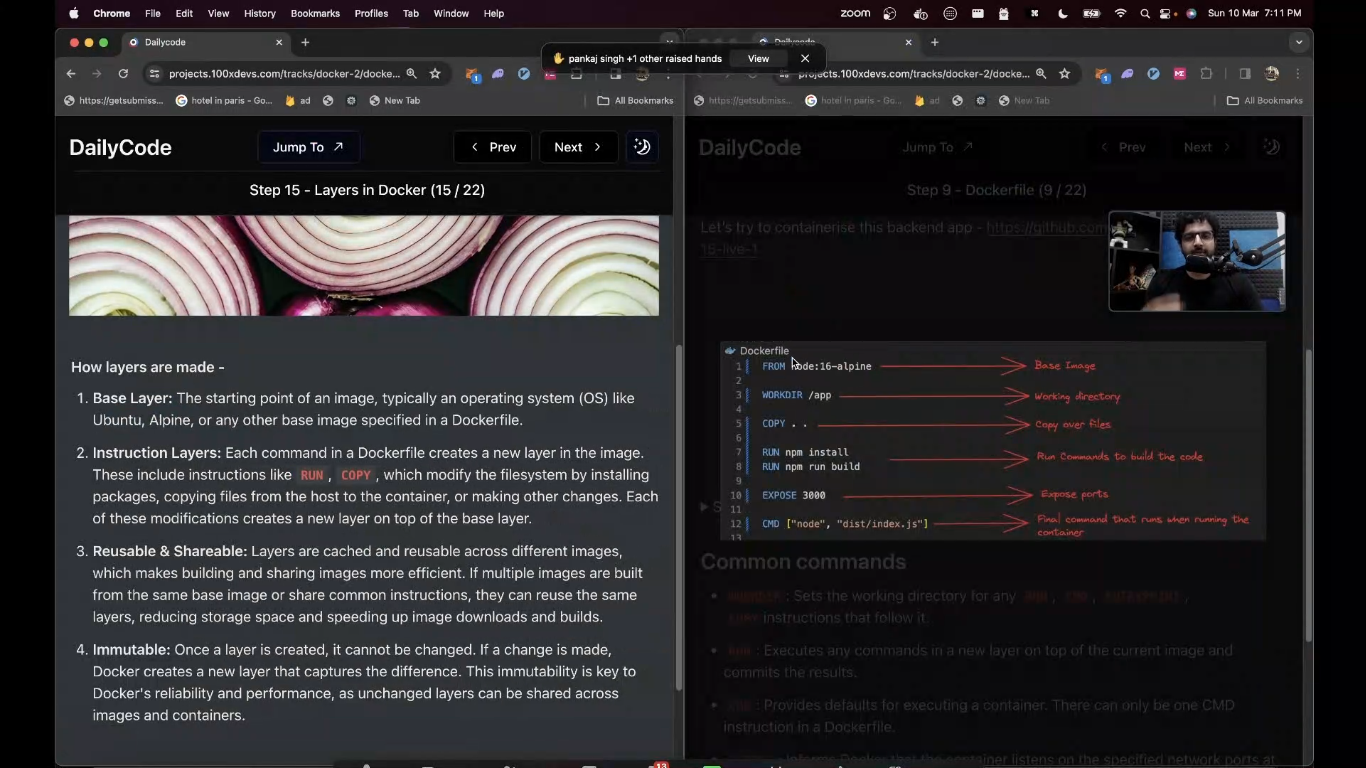 Chrome File Edit View History Bookmarks Profiles Tab Window Help
zoom Sun 10 Mar 7:11 PM
Dailycode
pankaj singh +1 other raised hands View
projects.100xdevs.com/tracks/docker-2/docke...
projects.100xdevs.com/tracks/docker-2/docke...
https://getsubmiss... hotel in paris - Go... ad New Tab All Bookmarks
https://getsubmiss... hotel in paris - Go... ad New Tab All Bookmarks
DailyCode Jump To Prev Next
Step 15 - Layers in Docker (15 / 22)
How layers are made -
1. Base Layer: The starting point of an image, typically an operating system (OS) like
Ubuntu, Alpine, or any other base image specified in a Dockerfile.
2. Instruction Layers: Each command in a Dockerfile creates a new layer in the image.
These include instructions like RUN , COPY , which modify the filesystem by installing
packages, copying files from the host to the container, or making other changes. Each
of these modifications creates a new layer on top of the base layer.
3. Reusable & Shareable: Layers are cached and reusable across different images,
which makes building and sharing images more efficient. If multiple images are built
from the same base image or share common instructions, they can reuse the same
layers, reducing storage space and speeding up image downloads and builds.
4. Immutable: Once a layer is created, it cannot be changed. If a change is made,
Docker creates a new layer that captures the difference. This immutability is key to
Docker's reliability and performance, as unchanged layers can be shared across
images and containers.
DailyCode Jump To Prev Next
Step 9 - Dockerfile (9 / 22)
Let's try to containerise this backend app - https://github.com
15-live-1
Dockerfile
1 FROM node:16-alpine Base Image
2
3 WORKDIR /app Working directory
4
5 COPY . . Copy over files
6
7 RUN npm install
8 RUN npm run build Run Commands to build the code
9
10 EXPOSE 3000 Expose ports
11
12 CMD ["node", "dist/index.js"] Final command that runs when running the
container
13
Common commands
: Sets the working directory for any
COPY instructions that follow it.
RUN : Executes any commands in a new layer on top of the current image and
commits the results.
CMD : Provides defaults for executing a container. There can only be one CMD
instruction in a Dockerfile.
13